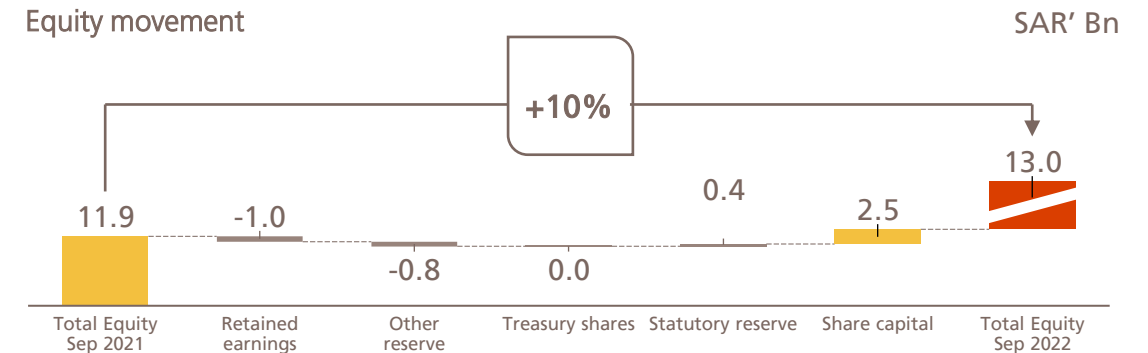 Equity movement
SAR’ Bn
+10%
11.9
-1.0
-0.8
0.0
0.4
2.5
13.0
Total Equity
Sep 2021
Retained
earnings
Other
reserve
Treasury shares
Statutory reserve
Share capital
Total Equity
Sep 2022